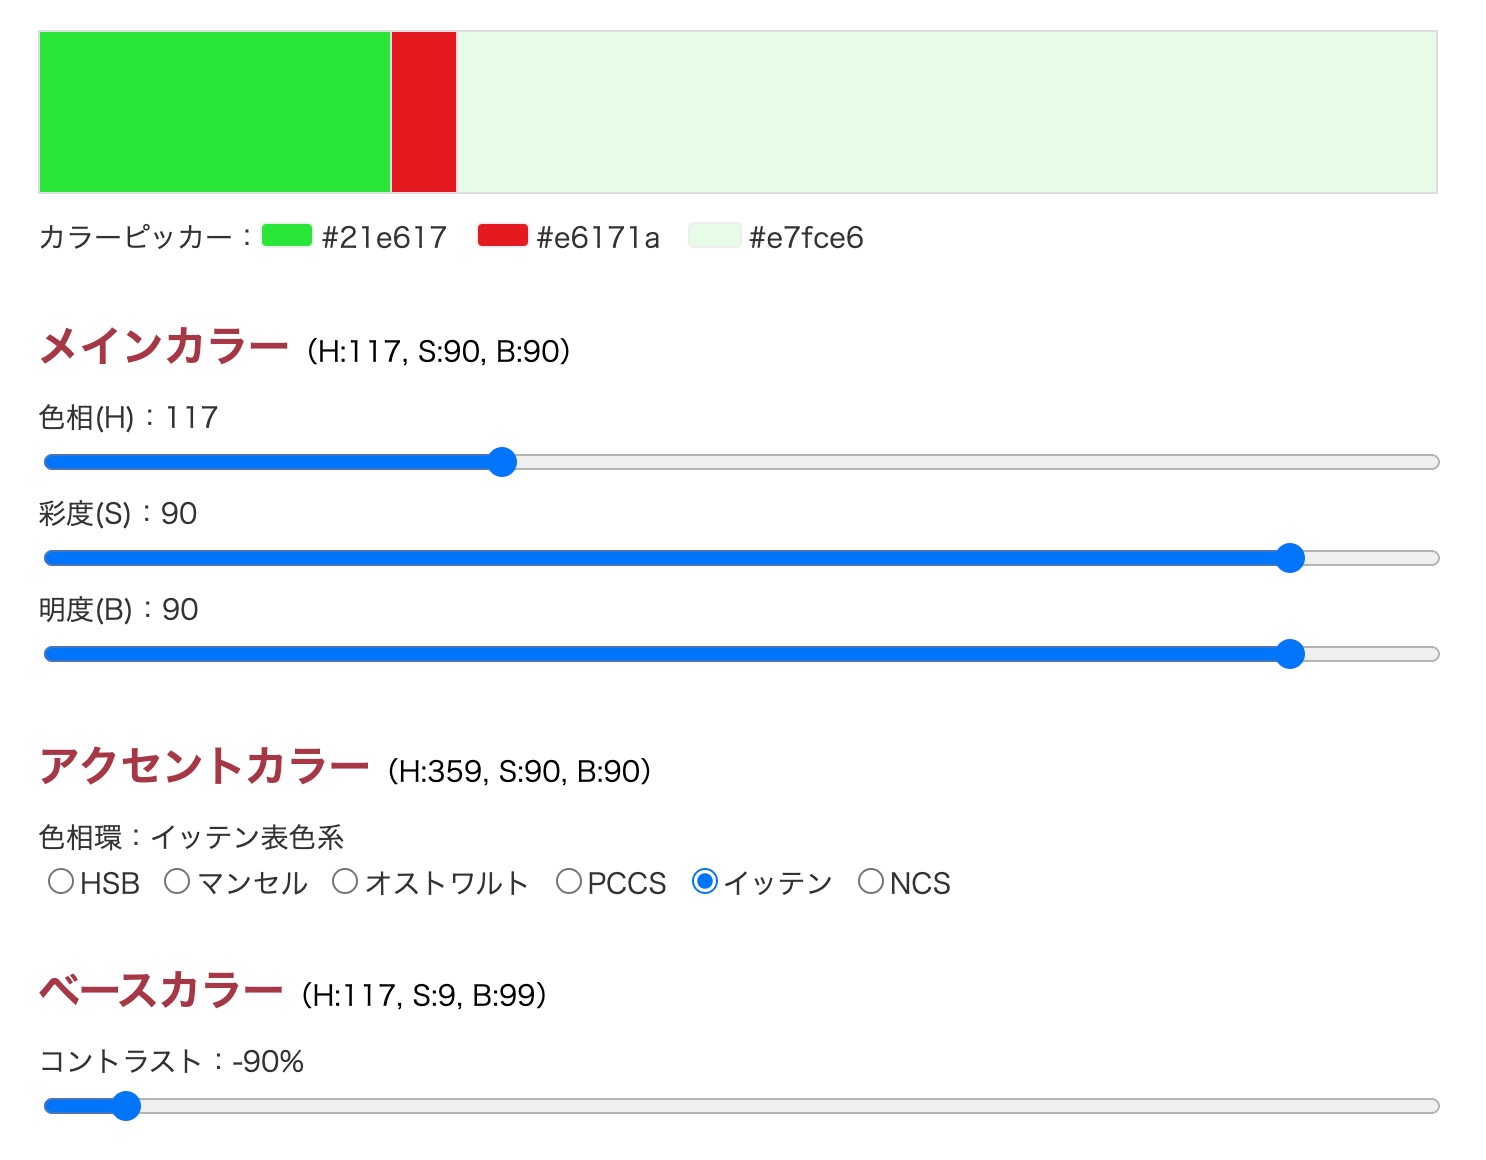 カラーピッカー： #21e617 #e6171a #e7fce6
メインカラー（H:117, S:90, B:90）
色相(H)：117
彩度(S)：90
明度(B)：90
アクセントカラー（H:359, S:90, B:90）
色相環：イッテン表色系
HSB マンセル オストワルト PCCS イッテン NCS
ベースカラー（H:117, S:9, B:99）
コントラスト：-90%